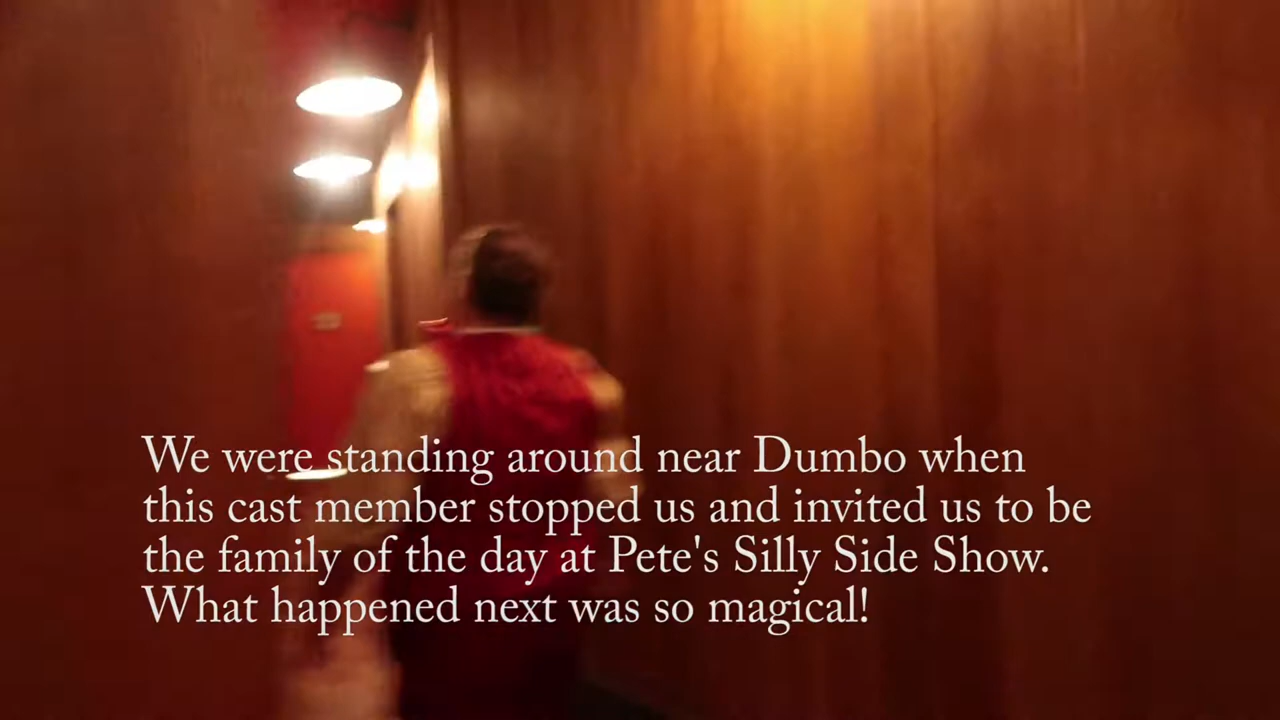 We were standing around near Dumbo when
this cast member stopped us and invited us to be
the family of the day at Pete's Silly Side Show.
What happened next was so magical!